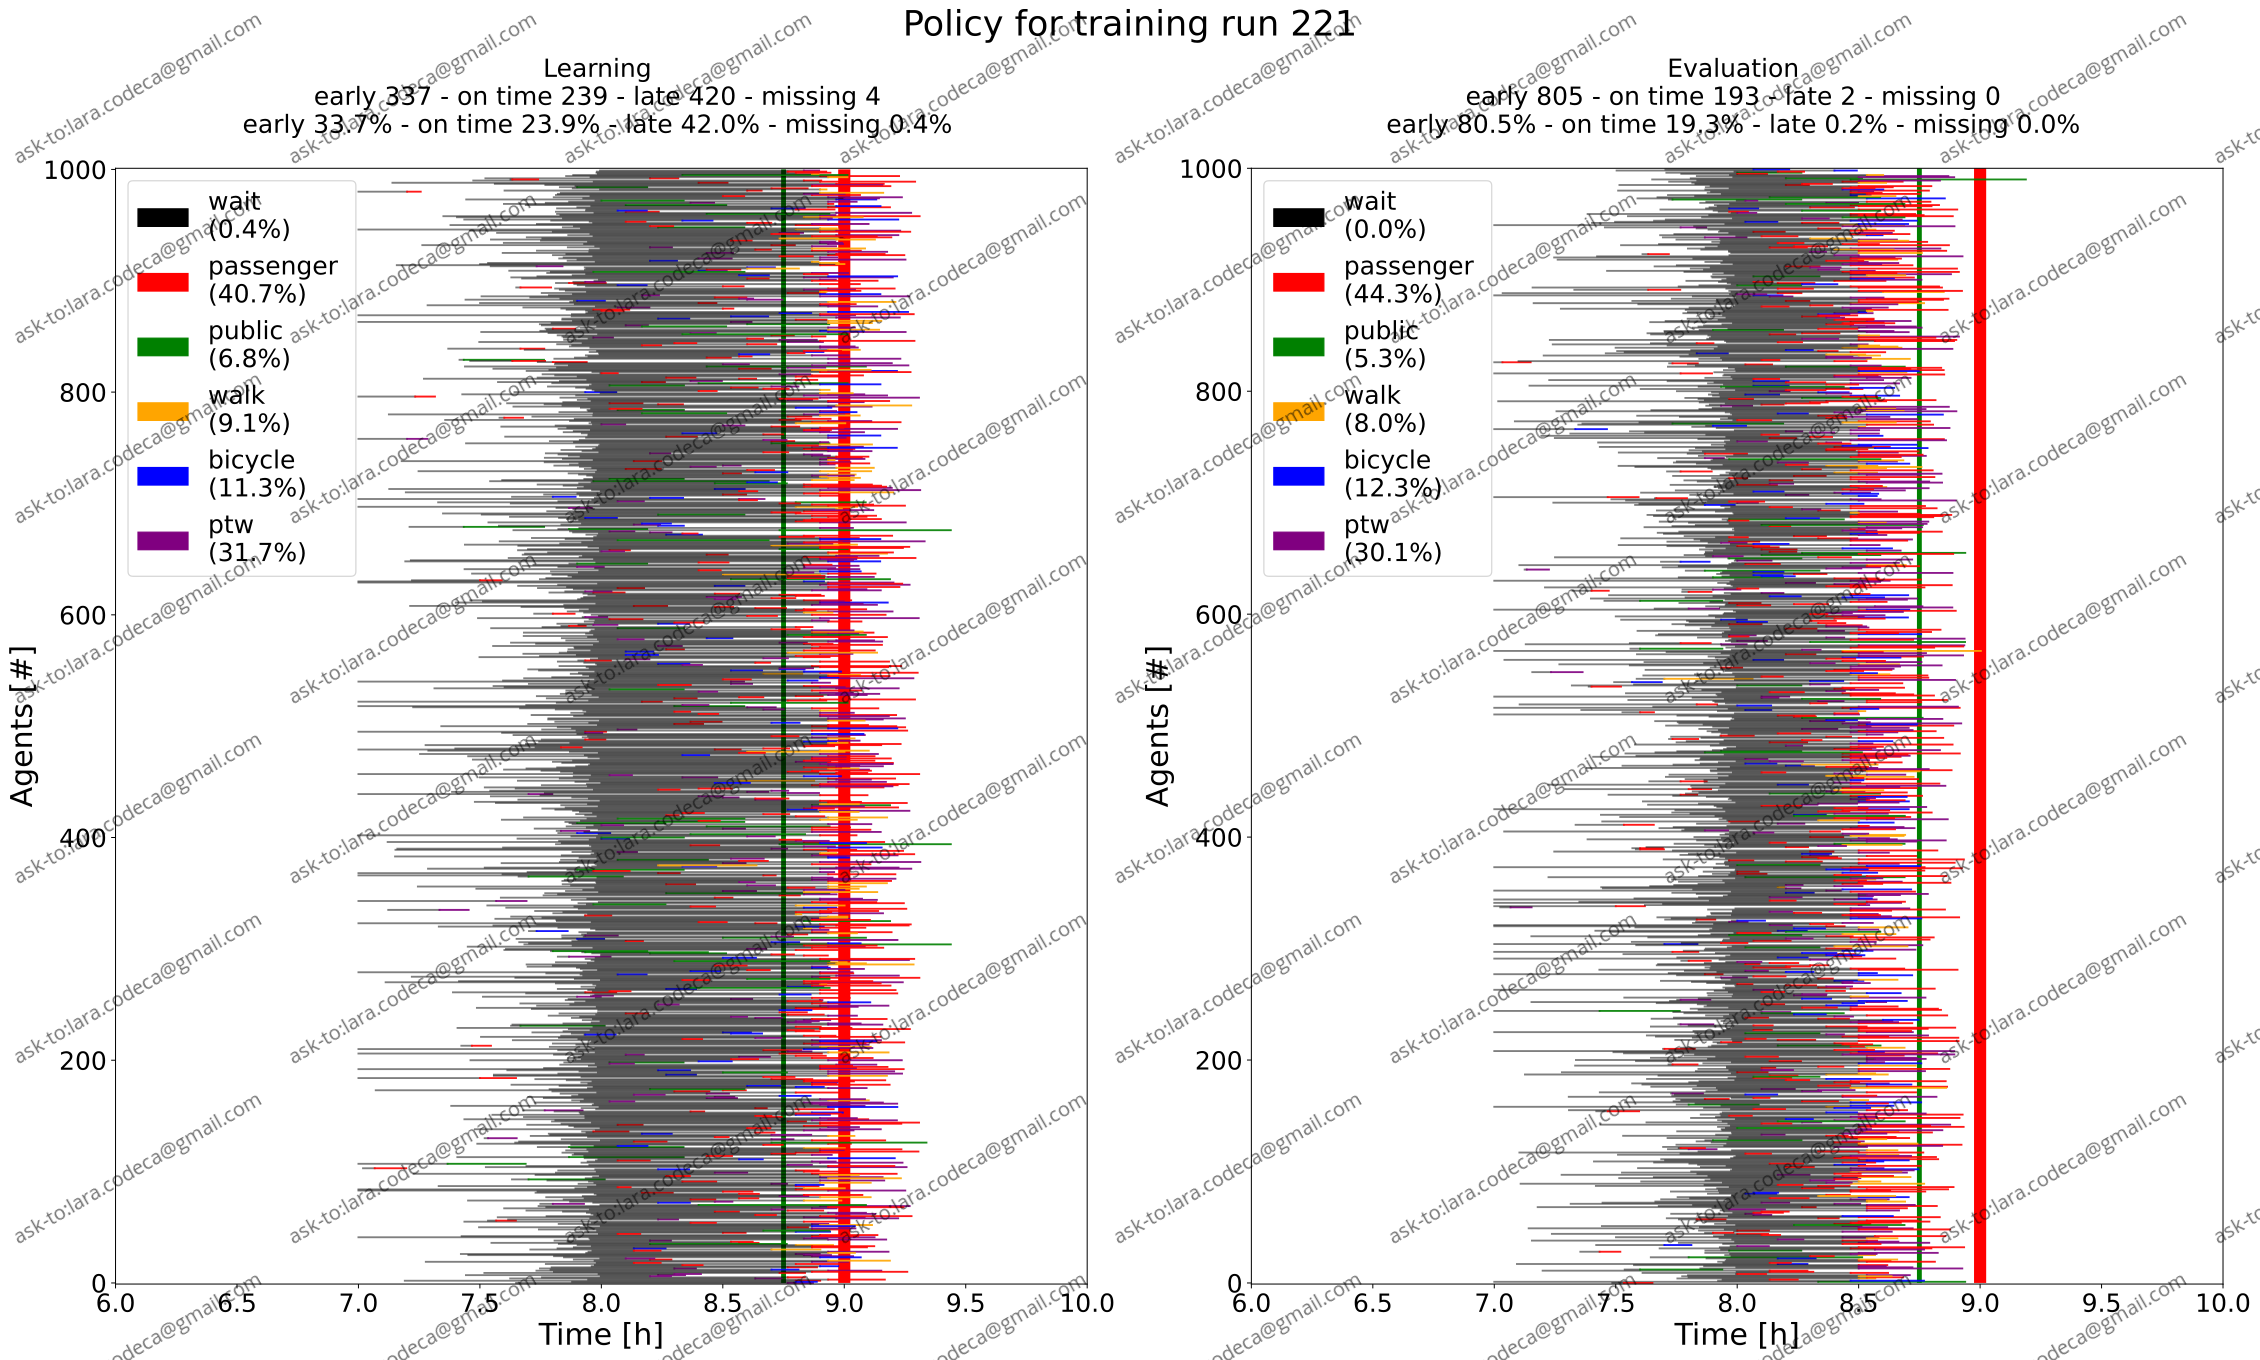 Policy for training run 221
Learning
early 337 - on time 239 - late 420 - missing 4
early 33.7% - on time 23.9% - late 42.0% - missing 0.4%
Evaluation
early 805 - on time 193 - late 2 - missing 0
early 80.5% - on time 19.3% - late 0.2% - missing 0.0%
Agents [#]
1000
800
600
400
200
0
wait
(0.4%)
passenger
(40.7%)
public
(6.8%)
walk
(9.1%)
bicycle
(11.3%)
ptw
(31.7%)
6.0 6.5 7.0 7.5 8.0 8.5 9.0 9.5 10.0
Time [h]
Agents [#]
1000
800
600
400
200
0
wait
(0.0%)
passenger
(44.3%)
public
(5.3%)
walk
(8.0%)
bicycle
(12.3%)
ptw
(30.1%)
6.0 6.5 7.0 7.5 8.0 8.5 9.0 9.5 10.0
Time [h]
ask-to:lara.codeca@gmail.com